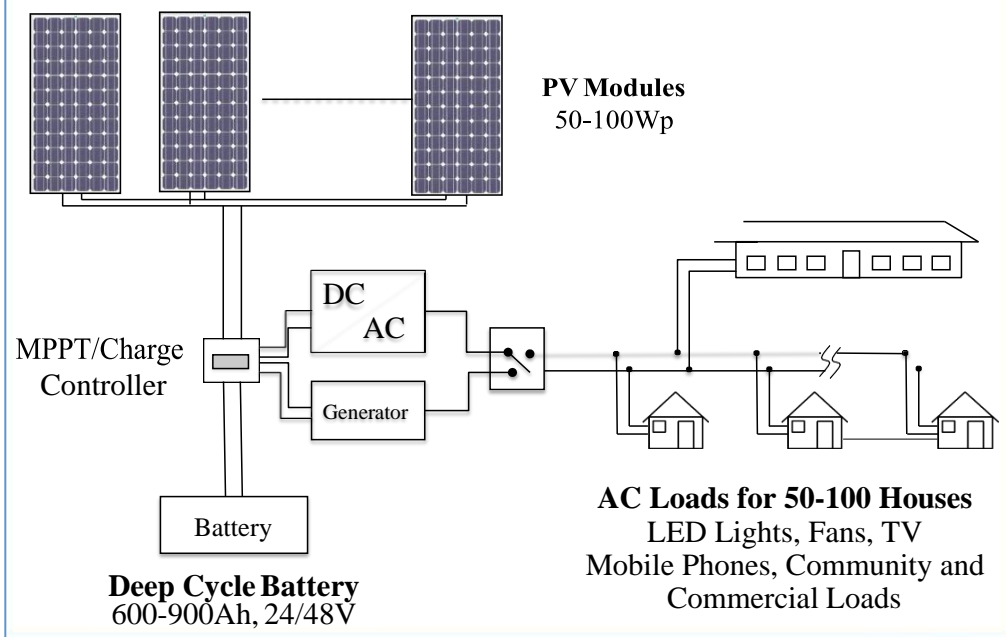 PV Modules
50-100Wp
DC
AC
MPPT/Charge
Controller
Generator
Battery
Deep Cycle Battery
600-900Ah, 24/48V
AC Loads for 50-100 Houses
LED Lights, Fans, TV
Mobile Phones, Community and
Commercial Loads